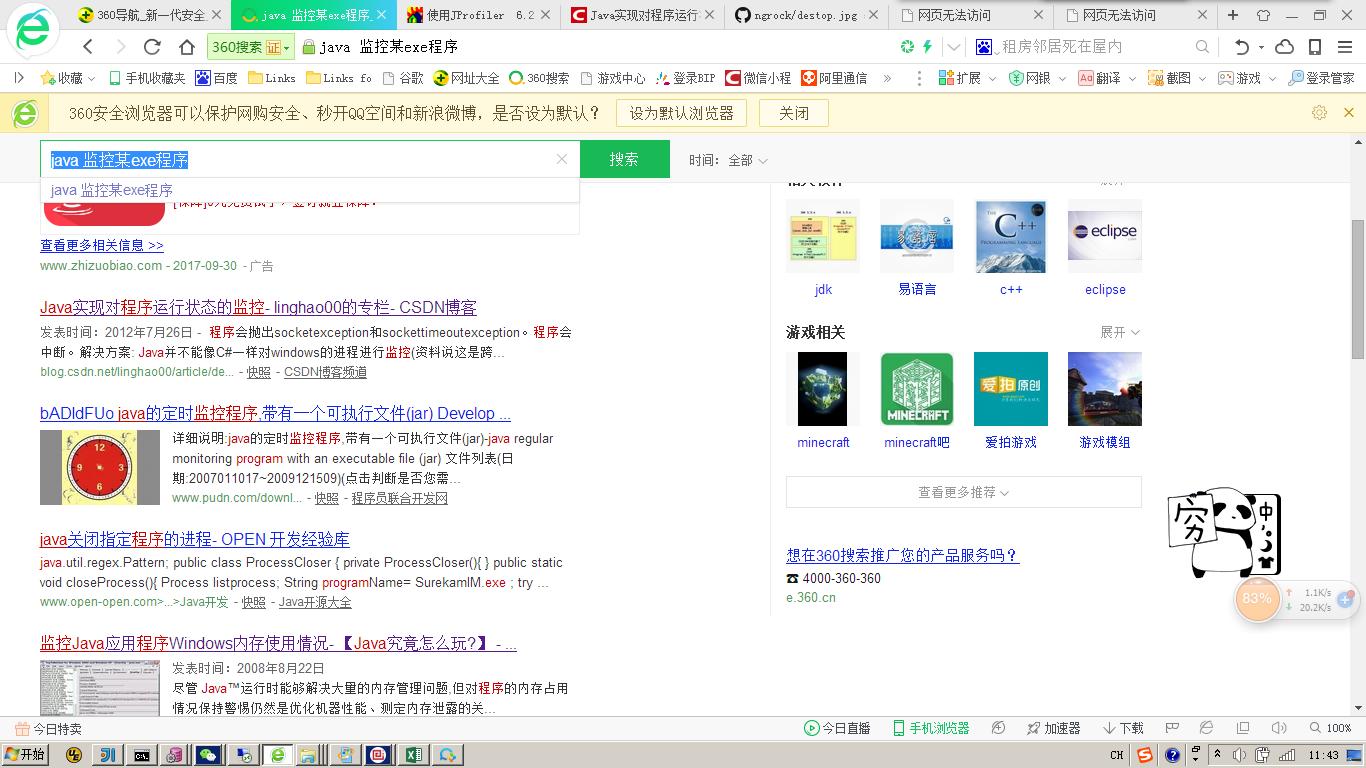 360导航_新一代安全上
java 监控某exe程序_
使用JProfiler 6.2
Java实现对程序运行
ngrock/destop.jpg
网页无法访问
网页无法访问
360搜索 证
java 监控某exe程序
租房邻居死在屋内
收藏
手机收藏夹
百度
Links
Links fo
谷歌
网址大全
360搜索
游戏中心
登录BIP
微信小程
阿里通信
»
扩展
网银
翻译
截图
游戏
登录管家
360安全浏览器可以保护网购安全、秒开QQ空间和新浪微博，是否设为默认？
设为默认浏览器
关闭
java 监控某exe程序
搜索
时间: 全部
java 监控某exe程序
查看更多相关信息 >>
www.zhizuobiao.com - 2017-09-30 - 广告
Java实现对程序运行状态的监控- linghao00的专栏- CSDN博客
发表时间：2012年7月26日 - 程序会抛出socketexception和sockettimeoutexception。程序会
中断。解决方案: Java并不能像C#一样对windows的进程进行监控(资料说这是跨...
blog.csdn.net/linghao00/article/de... - 快照 - CSDN博客频道
bADIdFUo java的定时监控程序,带有一个可执行文件(jar) Develop ...
详细说明:java的定时监控程序,带有一个可执行文件(jar)-java regular
monitoring program with an executable file (jar) 文件列表(日
期:2007011017~2009121509)(点击判断是否您需...
www.pudn.com/downl... - 快照 - 程序员联合开发网
java关闭指定程序的进程- OPEN 开发经验库
java.util.regex.Pattern; public class ProcessCloser { private ProcessCloser(){ } public static
void closeProcess(){ Process listprocess; String programName= SurekamIM.exe ; try ...
www.open-open.com>...>Java开发 - 快照 - Java开源大全
监控Java应用程序Windows内存使用情况- 【Java究竟怎么玩?】 - ...
发表时间：2008年8月22日
尽管 Java™运行时能够解决大量的内存管理问题,但对程序的内存占用
情况保持警惕仍然是优化机器性能、测定内存泄露的关...
jdk
易语言
c++
eclipse
游戏相关
展开
minecraft
minecraft吧
爱拍游戏
游戏模组
查看更多推荐
想在360搜索推广您的产品服务吗？
☎ 4000-360-360
e.360.cn
穷
中
83%
1.1K/s
20.2K/s
今日特卖
今日直播
手机浏览器
加速器
下载
100%
开始
CH
11:43